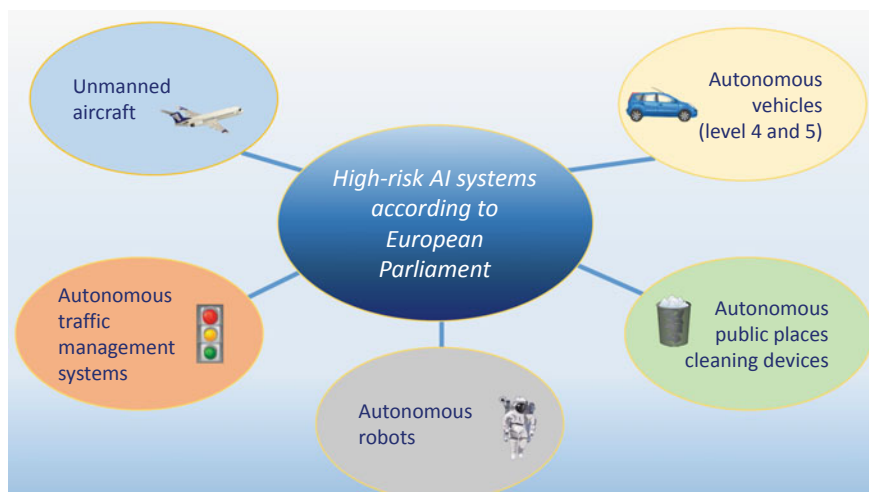 Unmanned
aircraft
Autonomous
vehicles
(level 4 and 5)
High-risk AI systems
according to
European
Parliament
Autonomous
traffic
management
systems
Autonomous
public places
cleaning devices
Autonomous
robots